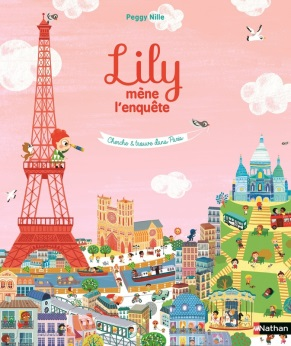 Peggy Nille
Lily
mène
l'enquête
Cherche & trouve dans Paris
Nathan